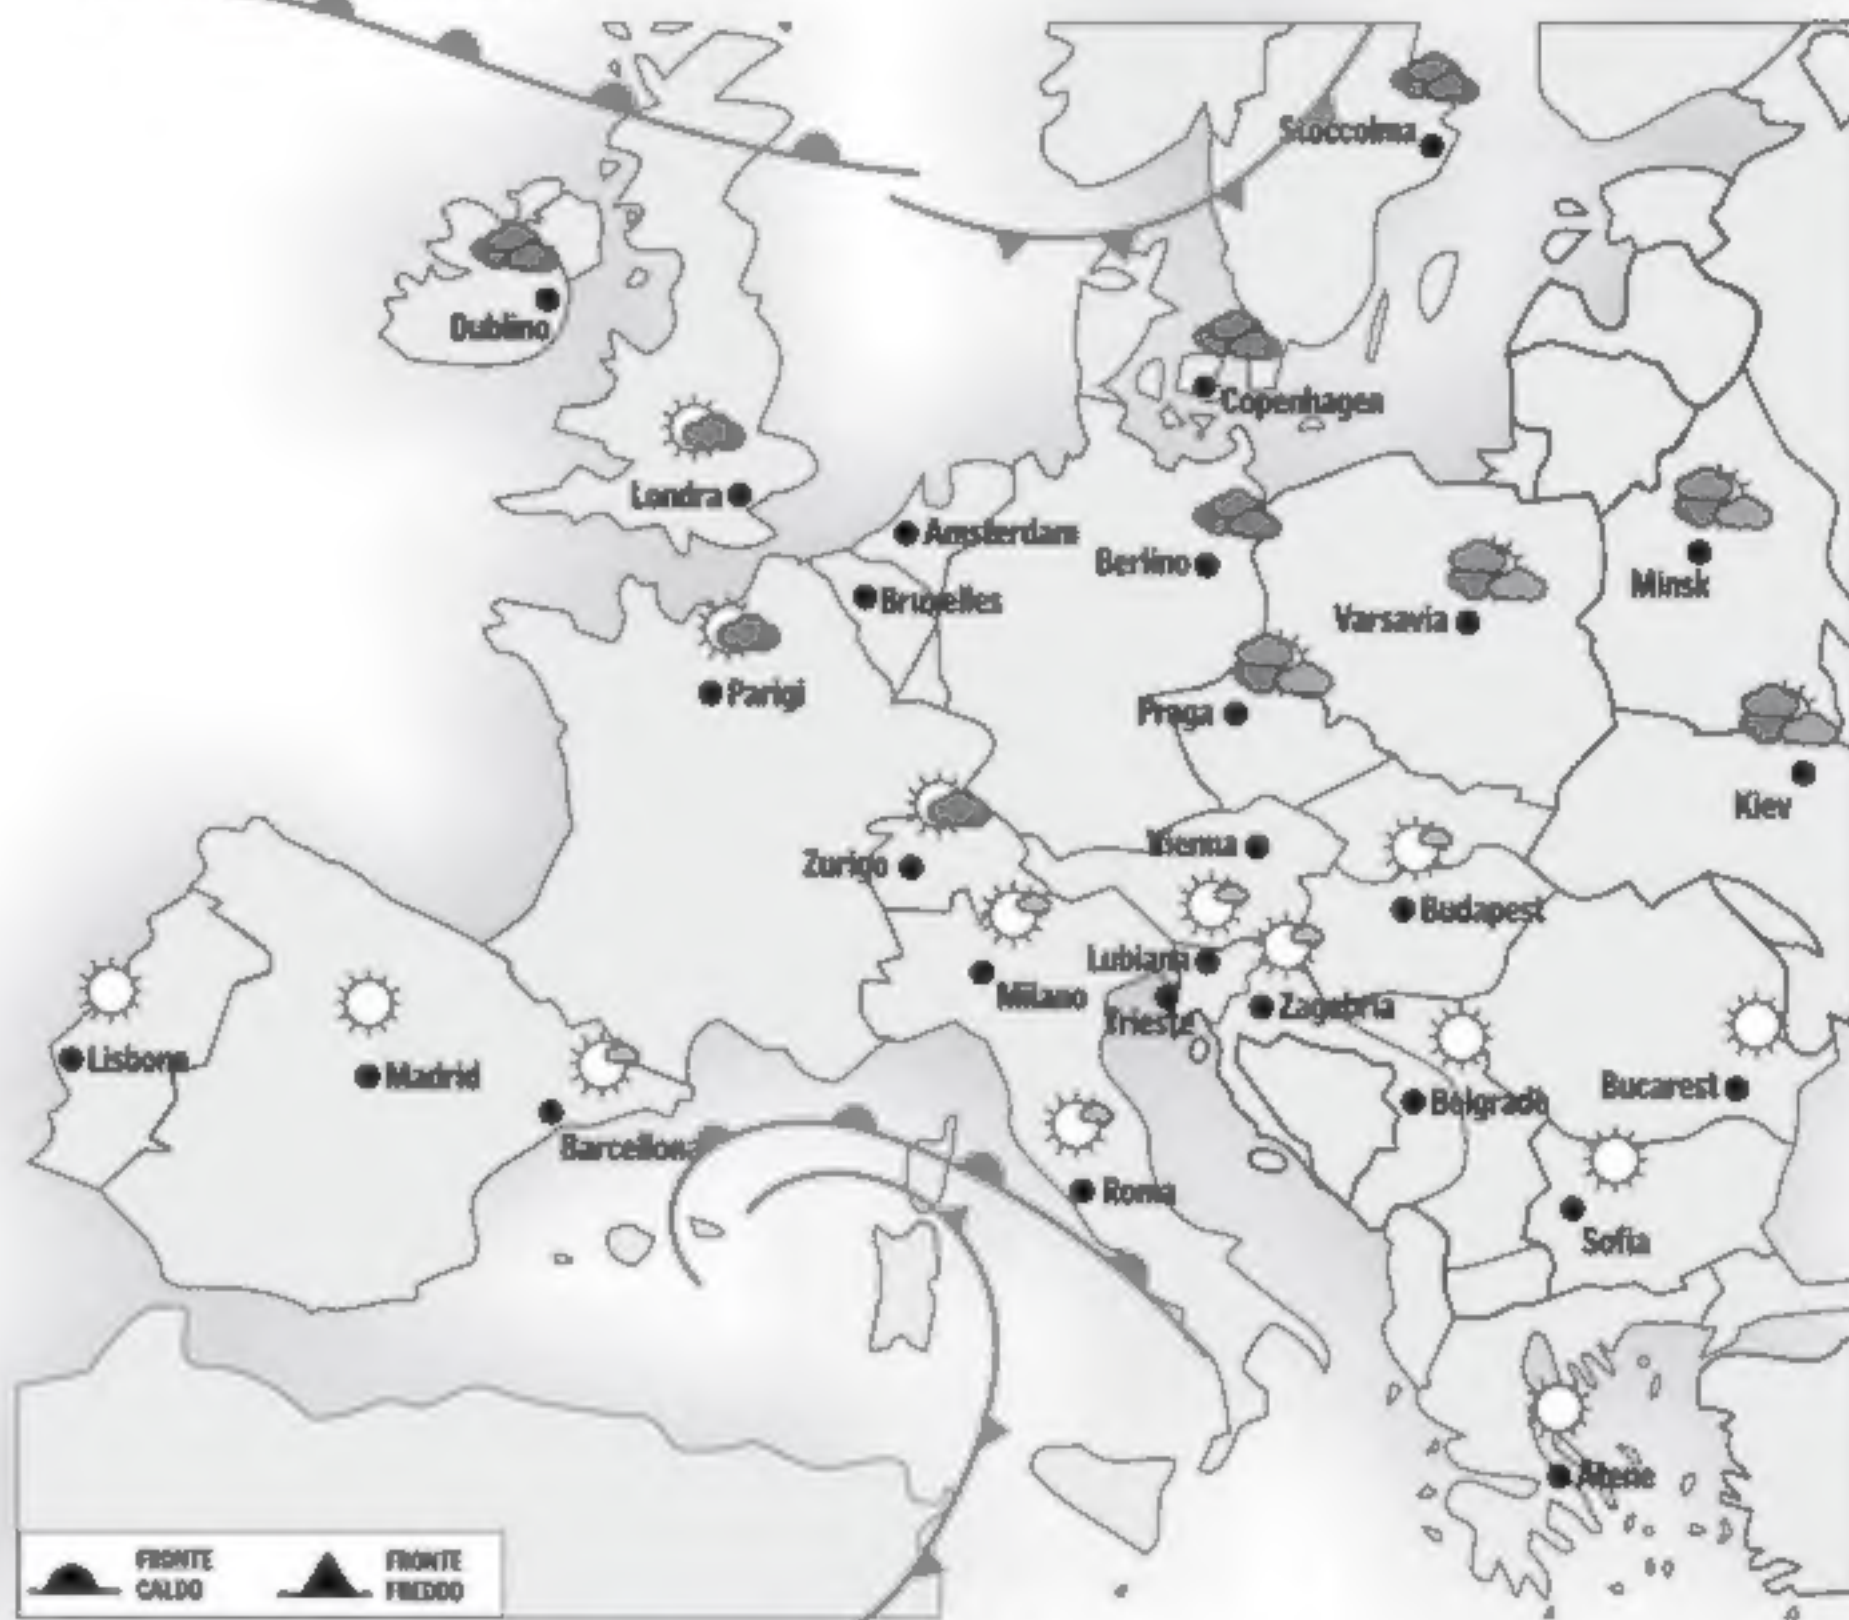 Stoccolma
Dublino
Copenhagen
Londra
Amsterdam
Berlino
Minsk
Bruxelles
Varsavia
Parigi
Praga
Kiev
Vienna
Zurigo
Budapest
Lubiana
Milano
Zagabria
Trieste
Lisbona
Madrid
Belgrado
Bucarest
Barcellona
Roma
Sofia
Atene
FRONTE
CALDO
FRONTE
FREDDO